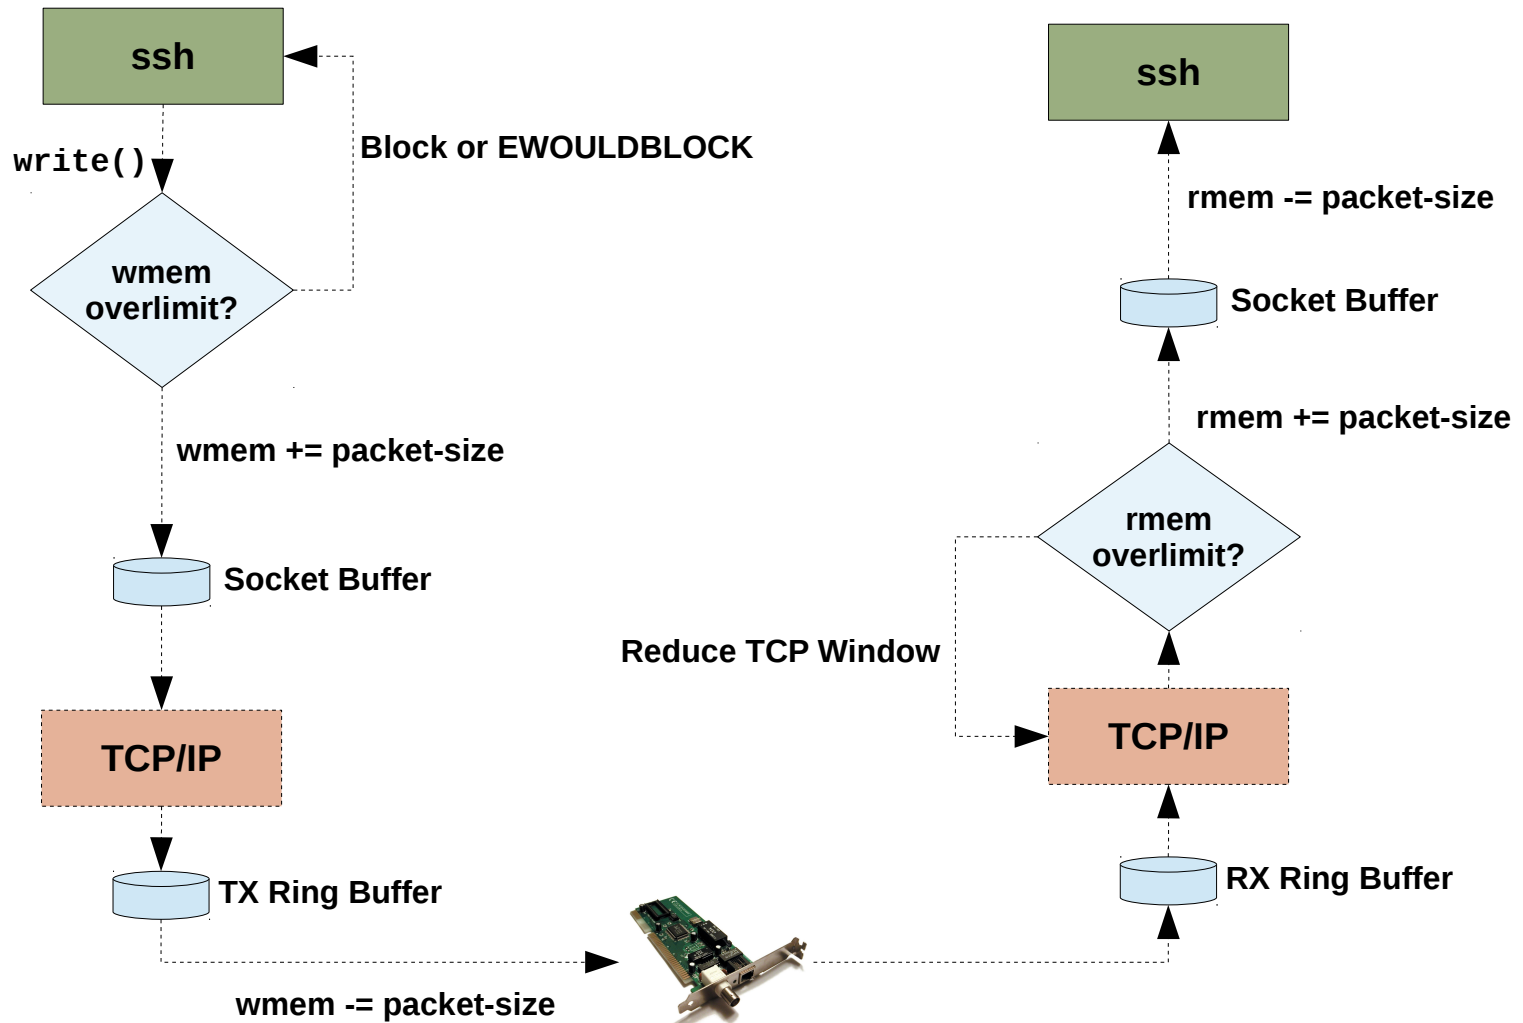 ssh
write()
Block or EWOULDBLOCK
wmem
overlimit?
wmem += packet-size
Socket Buffer
TCP/IP
TX Ring Buffer
wmem -= packet-size
ssh
rmem -= packet-size
Socket Buffer
rmem += packet-size
rmem
overlimit?
Reduce TCP Window
TCP/IP
RX Ring Buffer